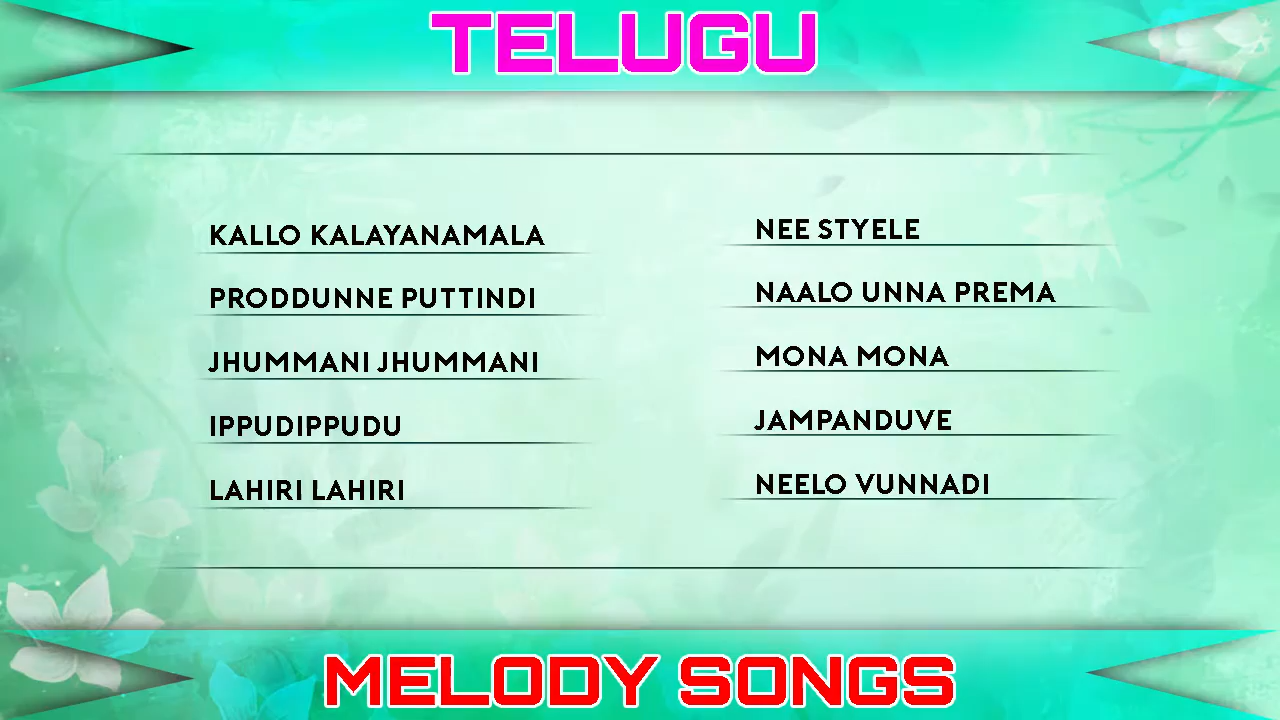 TELUGU
KALLO KALAYANAMALA
PRODDUNNE PUTTINDI
JHUMMANI JHUMMANI
IPPUDIPPUDU
LAHIRI LAHIRI
NEE STYELE
NAALO UNNA PREMA
MONA MONA
JAMPANDUVE
NEELO VUNNADI
MELODY SONGS